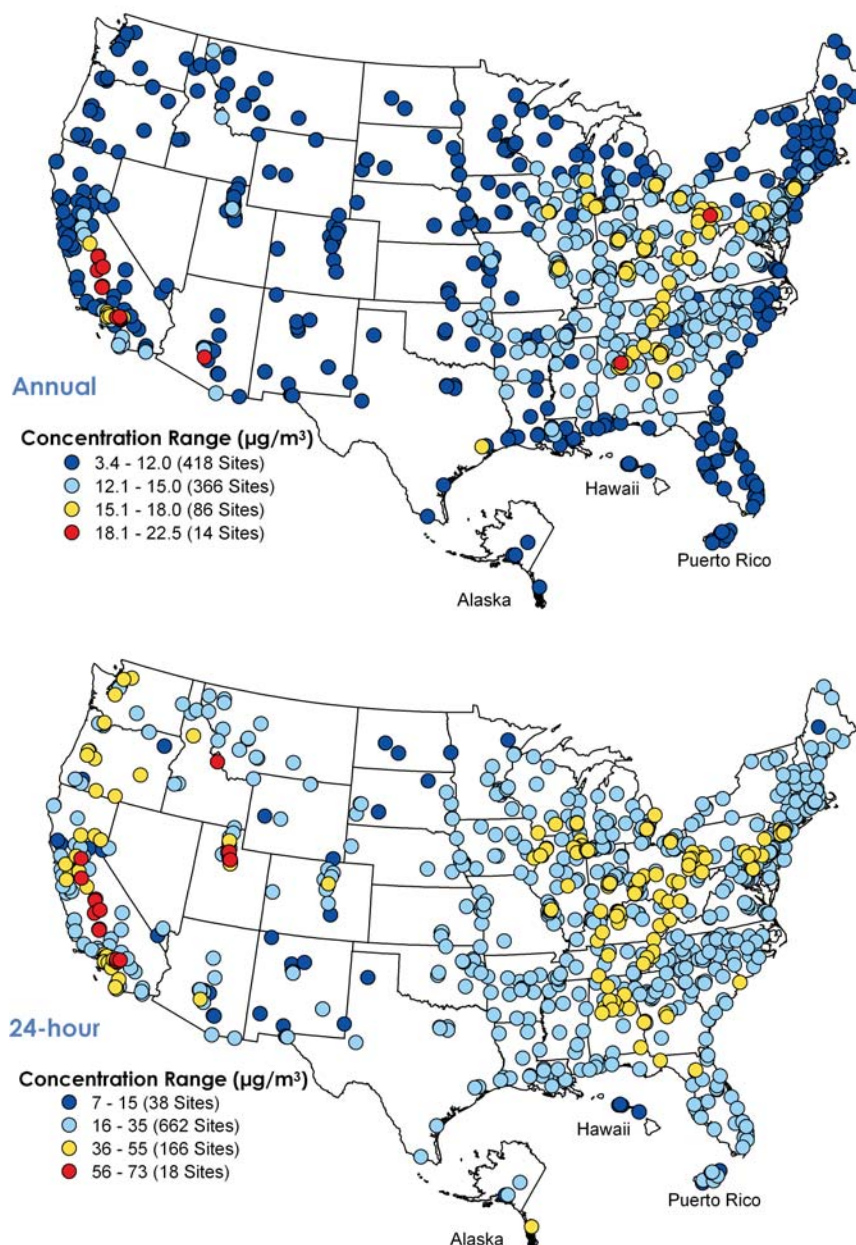 Annual
Concentration Range (µg/m³)
3.4 - 12.0 (418 Sites)
12.1 - 15.0 (366 Sites)
15.1 - 18.0 (86 Sites)
18.1 - 22.5 (14 Sites)
Hawaii
Puerto Rico
Alaska
24-hour
Concentration Range (µg/m³)
7 - 15 (38 Sites)
16 - 35 (662 Sites)
36 - 55 (166 Sites)
56 - 73 (18 Sites)
Hawaii
Puerto Rico
Alaska